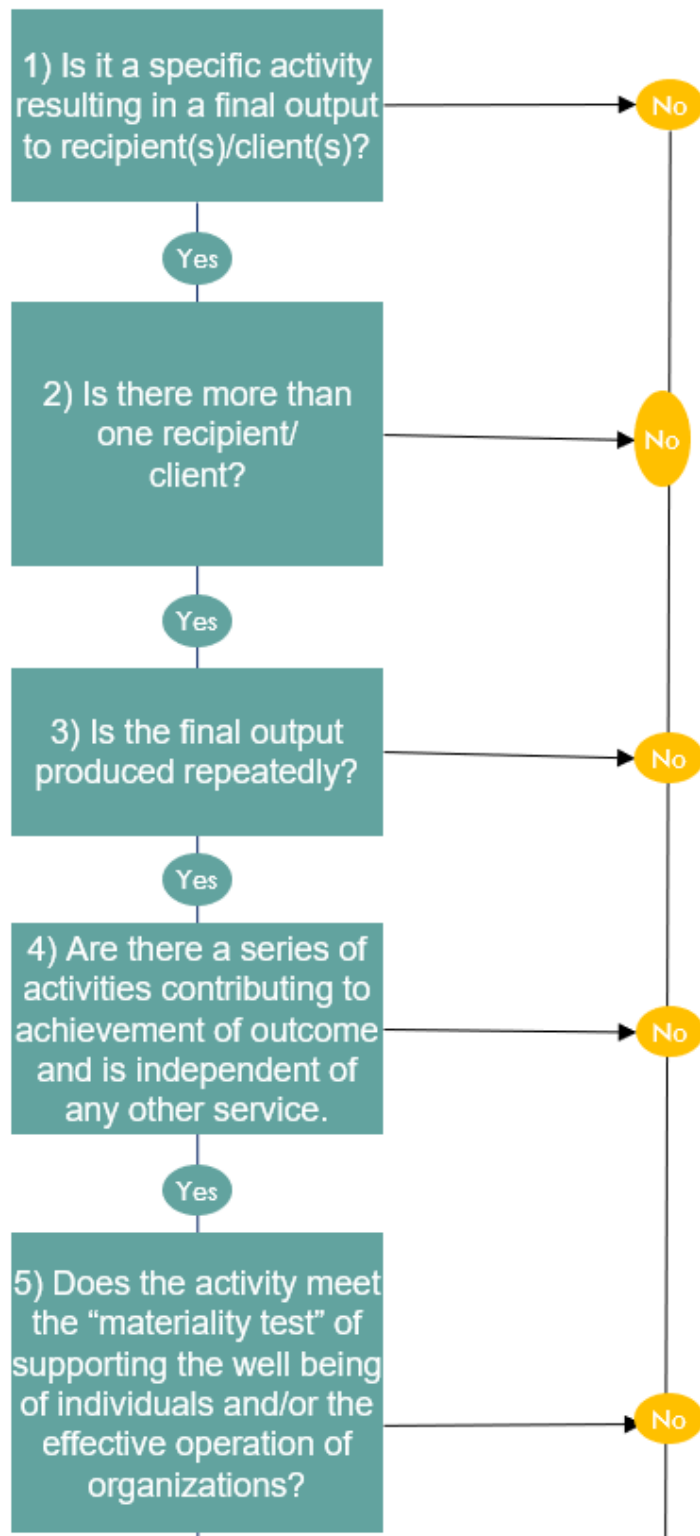 1) Is it a specific activity
resulting in a final output
to recipient(s)/client(s)?
No
Yes
2) Is there more than
one recipient/
client?
No
Yes
3) Is the final output
produced repeatedly?
No
Yes
4) Are there a series of
activities contributing to
achievement of outcome
and is independent of
any other service.
No
Yes
5) Does the activity meet
the “materiality test” of
supporting the well being
of individuals and/or the
effective operation of
organizations?
No